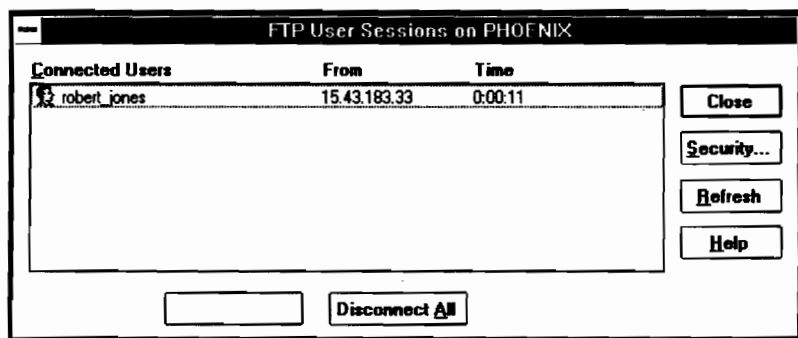 FTP User Sessions on PHOENIX
Connected Users From Time
robert_jones 15.43.183.33 0:00:11
Close
Security...
Refresh
Help
Disconnect All